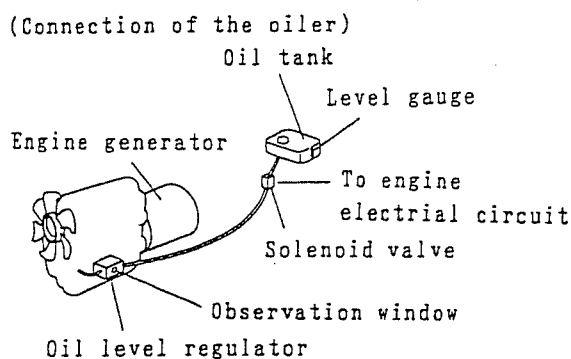 (Connection of the oiler)
Oil tank
Level gauge
Engine generator
To engine
electrial circuit
Solenoid valve
Observation window
Oil level regulator